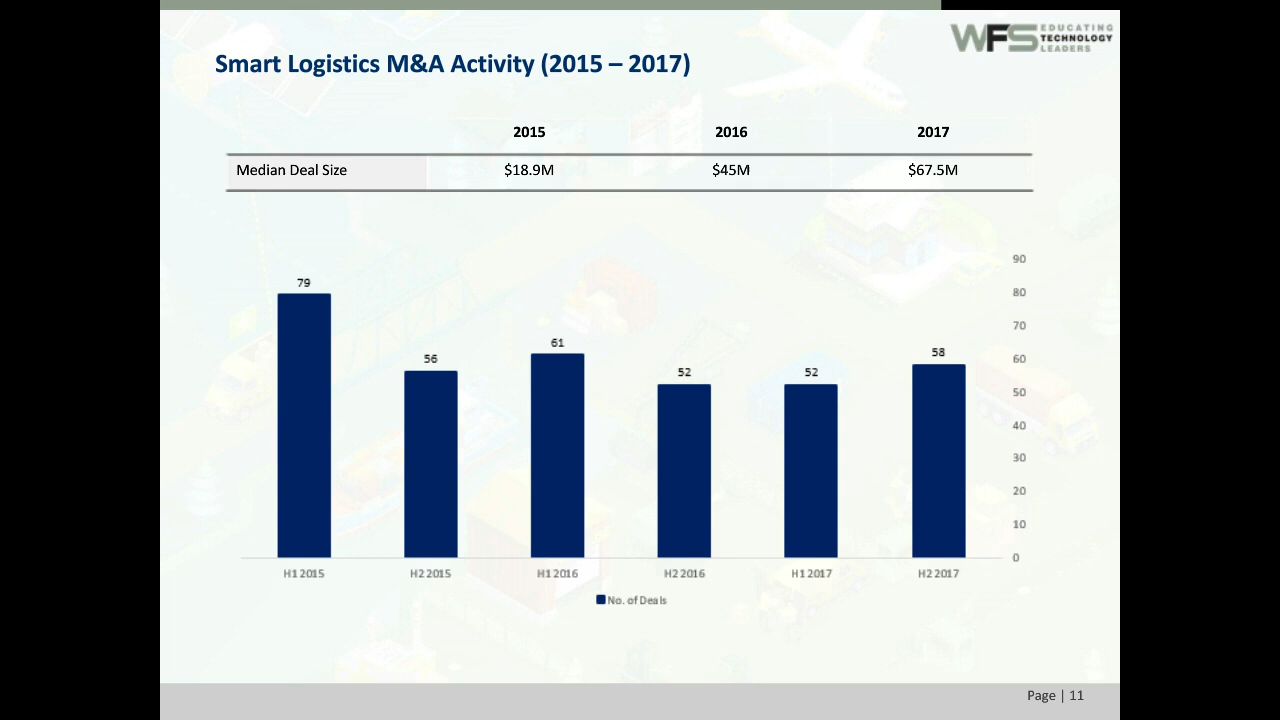 WFS EDUCATING TECHNOLOGY LEADERS
Smart Logistics M&A Activity (2015 – 2017)
2015 2016 2017
Median Deal Size $18.9M $45M $67.5M
90
80
70
60
50
40
30
20
10
0
79
56
61
52
52
58
H1 2015 H2 2015 H1 2016 H2 2016 H1 2017 H2 2017
No. of Deals
Page | 11